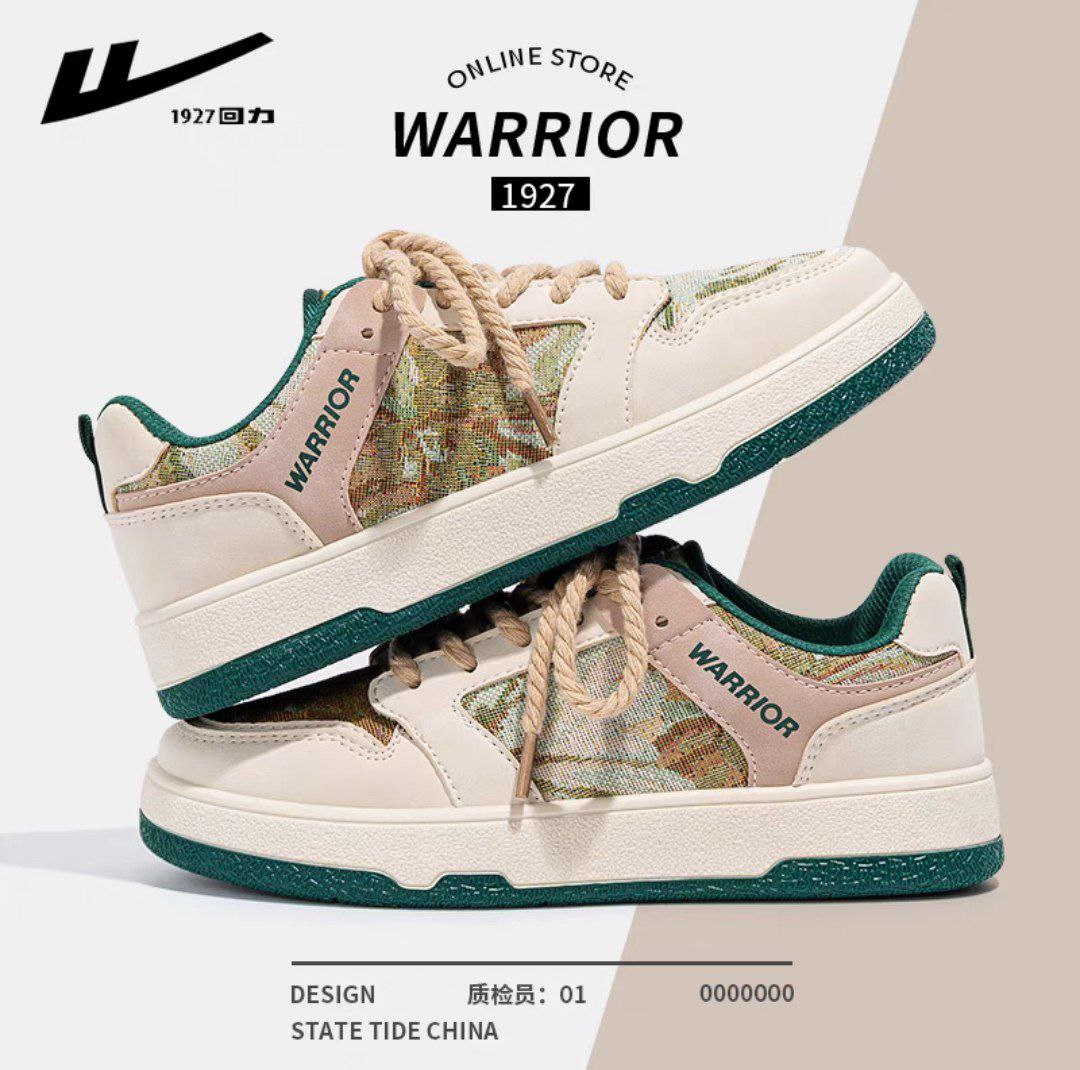 1927回力
ONLINE STORE
WARRIOR
1927
WARRIOR
WARRIOR
DESIGN 质检员：01 0000000
STATE TIDE CHINA